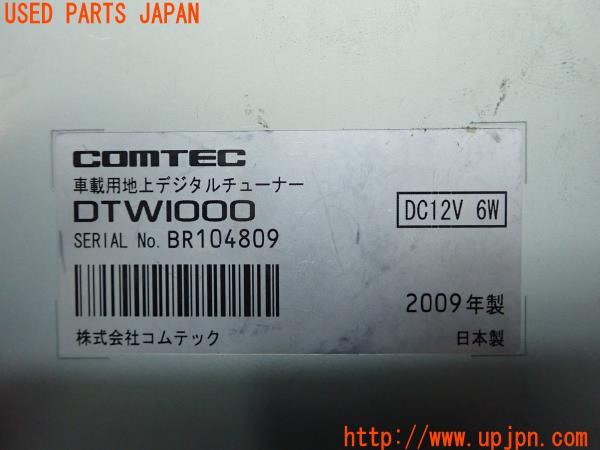 USED PARTS JAPAN
COMTEC
車載用地上デジタルチューナー
DTW1000
DC12V 6W
SERIAL No. BR104809
2009年製
株式会社コムテック
日本製
http://www.upjpn.com